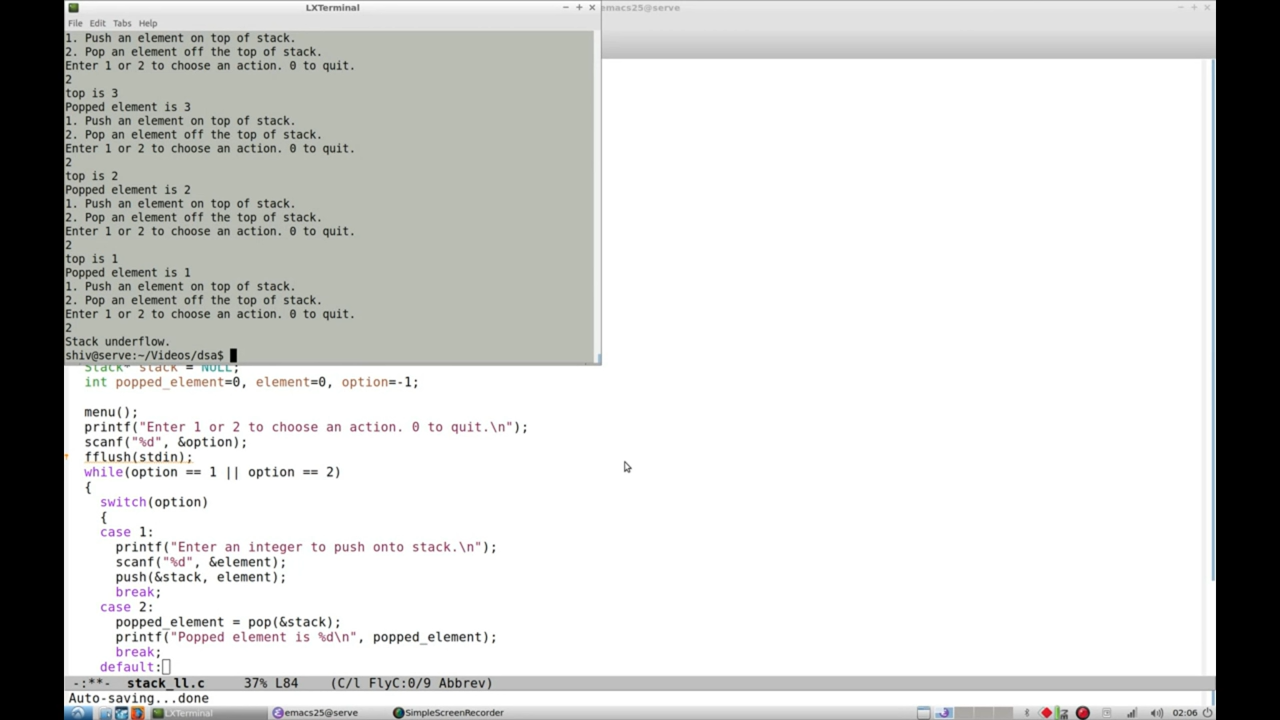 LXTerminal
emacs25@serve
File Edit Tabs Help
1. Push an element on top of stack.
2. Pop an element off the top of stack.
Enter 1 or 2 to choose an action. 0 to quit.
2
top is 3
Popped element is 3
1. Push an element on top of stack.
2. Pop an element off the top of stack.
Enter 1 or 2 to choose an action. 0 to quit.
2
top is 2
Popped element is 2
1. Push an element on top of stack.
2. Pop an element off the top of stack.
Enter 1 or 2 to choose an action. 0 to quit.
2
top is 1
Popped element is 1
1. Push an element on top of stack.
2. Pop an element off the top of stack.
Enter 1 or 2 to choose an action. 0 to quit.
2
Stack underflow.
shiv@serve:~/Videos/dsa$
Stack* stack = NULL;
int popped_element=0, element=0, option=-1;
menu();
printf("Enter 1 or 2 to choose an action. 0 to quit.\n");
scanf("%d", &option);
fflush(stdin);
while(option == 1 || option == 2)
{
switch(option)
{
case 1:
printf("Enter an integer to push onto stack.\n");
scanf("%d", &element);
push(&stack, element);
break;
case 2:
popped_element = pop(&stack);
printf("Popped element is %d\n", popped_element);
break;
default:
-:**- stack_ll.c 37% L84 (C/l FlyC:0/9 Abbrev)
Auto-saving...done
LXTerminal emacs25@serve SimpleScreenRecorder 02:06